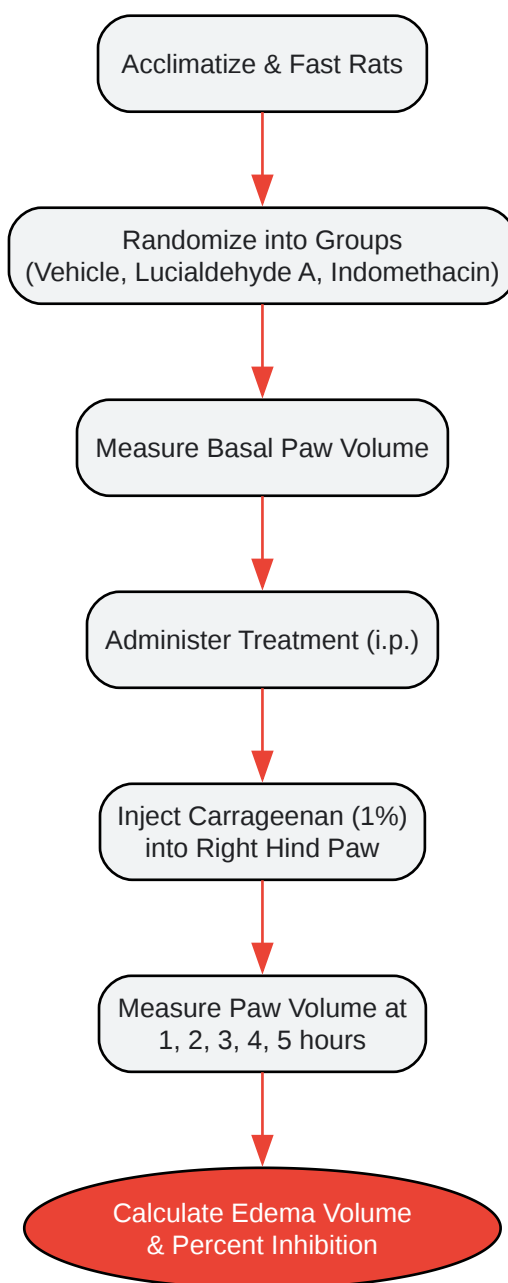 Acclimatize & Fast Rats
Randomize into Groups
(Vehicle, Lucialdehyde A, Indomethacin)
Measure Basal Paw Volume
Administer Treatment (i.p.)
Inject Carrageenan (1%)
into Right Hind Paw
Measure Paw Volume at
1, 2, 3, 4, 5 hours
Calculate Edema Volume
& Percent Inhibition